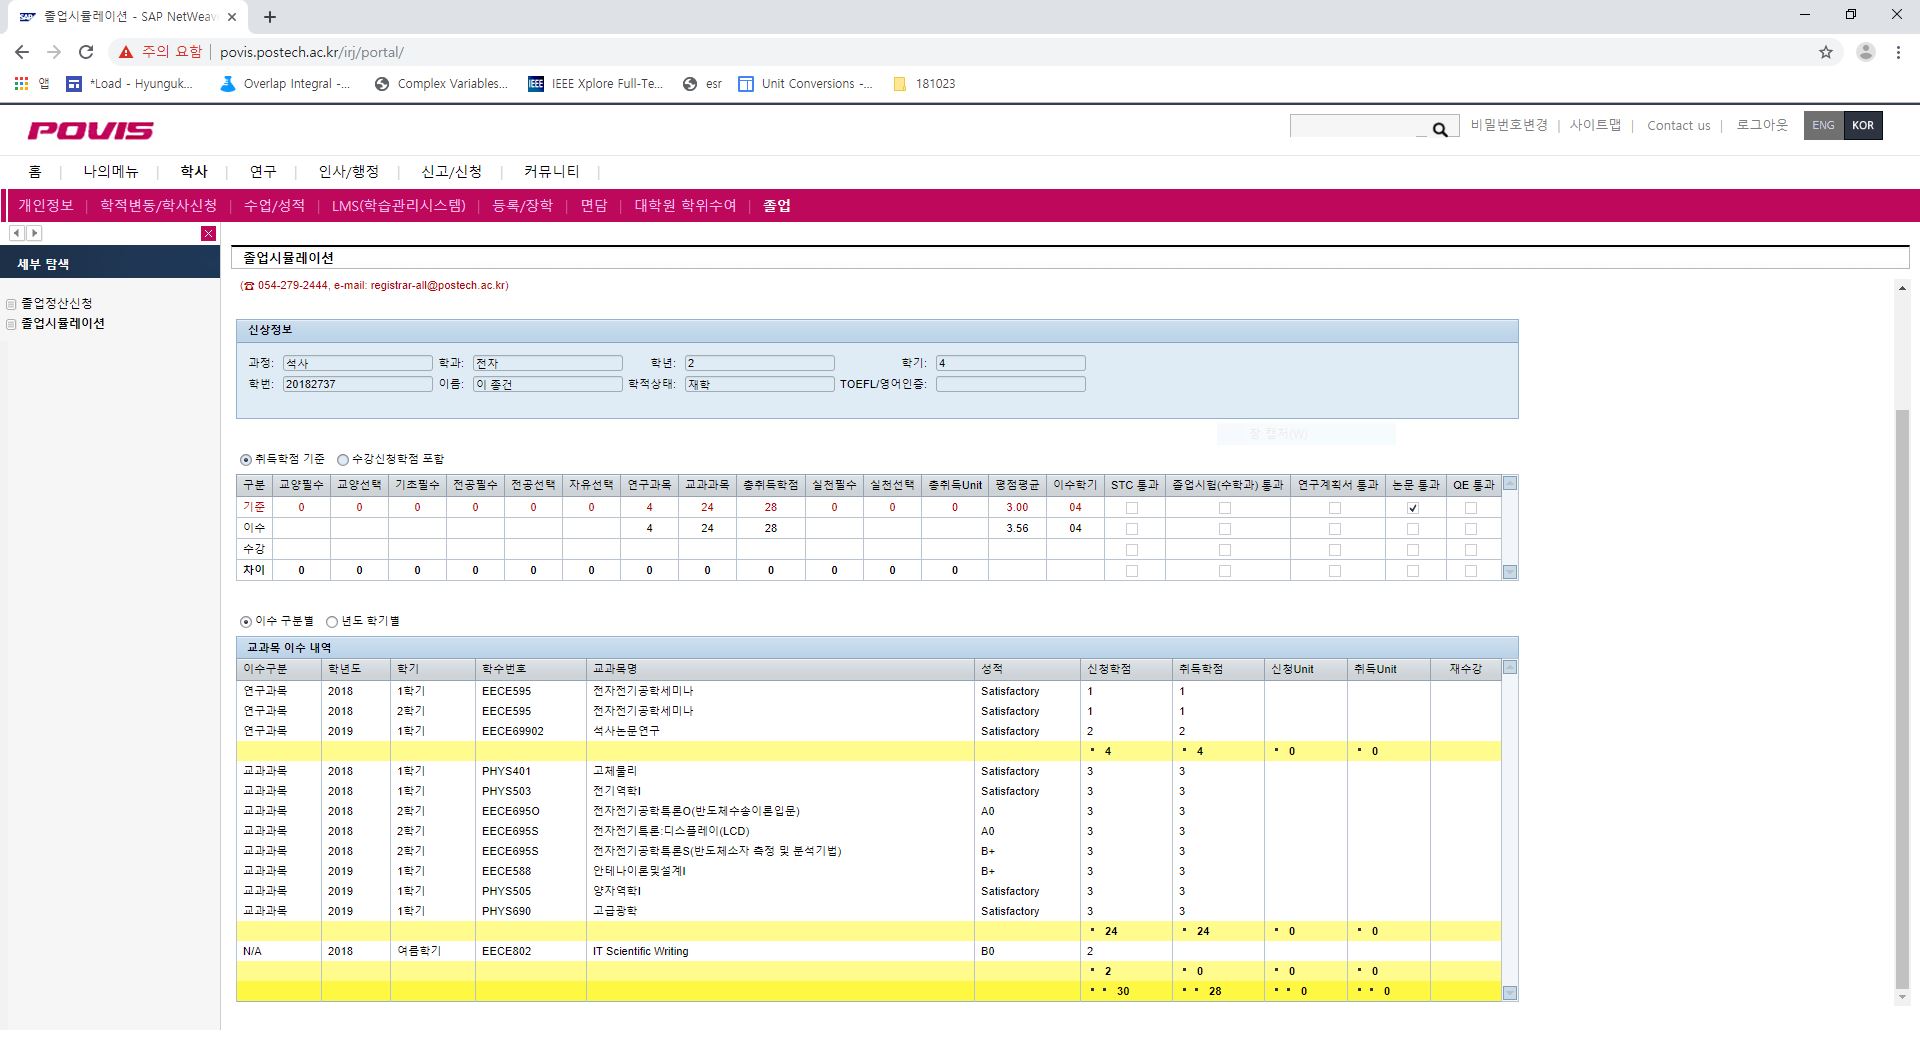 졸업시뮬레이션 - SAP NetWeav
주의 요함 povis.postech.ac.kr/irj/portal/
앱 *Load - Hyunguk... Overlap Integral -... Complex Variables... IEEE Xplore Full-Te... esr Unit Conversions -... 181023
POVIS
비밀번호변경 | 사이트맵 | Contact us | 로그아웃 ENG KOR
홈 | 나의메뉴 | 학사 | 연구 | 인사/행정 | 신고/신청 | 커뮤니티 |
개인정보 | 학적변동/학사신청 | 수업/성적 | LMS(학습관리시스템) | 등록/장학 | 면담 | 대학원 학위수여 | 졸업
세부 탐색
졸업정산신청
졸업시뮬레이션
졸업시뮬레이션
(☎ 054-279-2444, e-mail: registrar-all@postech.ac.kr)
신상정보
과정: 석사 학과: 전자 학년: 2 학기: 4
학번: 20182737 이름: 이 종건 학적상태: 재학 TOEFL/영어인증:
창 캡처(W)
취득학점 기준 수강신청학점 포함
구분 교양필수 교양선택 기초필수 전공필수 전공선택 자유선택 연구과목 교과과목 총취득학점 실천필수 실천선택 총취득Unit 평점평균 이수학기 STC 통과 졸업시험(수학과) 통과 연구계획서 통과 논문 통과 QE 통과
기준 0 0 0 0 0 0 4 24 28 0 0 0 3.00 04
이수 4 24 28 3.56 04
수강
차이 0 0 0 0 0 0 0 0 0 0 0 0
이수 구분별 년도 학기별
교과목 이수 내역
이수구분 학년도 학기 학수번호 교과목명 성적 신청학점 취득학점 신청Unit 취득Unit 재수강
연구과목 2018 1학기 EECE595 전자전기공학세미나 Satisfactory 1 1
연구과목 2018 2학기 EECE595 전자전기공학세미나 Satisfactory 1 1
연구과목 2019 1학기 EECE69902 석사논문연구 Satisfactory 2 2
▪ 4 ▪ 4 ▪ 0 ▪ 0
교과과목 2018 1학기 PHYS401 고체물리 Satisfactory 3 3
교과과목 2018 1학기 PHYS503 전기역학I Satisfactory 3 3
교과과목 2018 2학기 EECE695O 전자전기공학특론O(반도체수송이론입문) A0 3 3
교과과목 2018 2학기 EECE695S 전자전기특론:디스플레이(LCD) A0 3 3
교과과목 2018 2학기 EECE695S 전자전기공학특론S(반도체소자 측정 및 분석기법) B+ 3 3
교과과목 2019 1학기 EECE588 안테나이론및설계I B+ 3 3
교과과목 2019 1학기 PHYS505 양자역학I Satisfactory 3 3
교과과목 2019 1학기 PHYS690 고급광학 Satisfactory 3 3
▪ 24 ▪ 24 ▪ 0 ▪ 0
N/A 2018 여름학기 EECE802 IT Scientific Writing B0 2
▪ 2 ▪ 0 ▪ 0 ▪ 0
▪ ▪ 30 ▪ ▪ 28 ▪ ▪ 0 ▪ ▪ 0